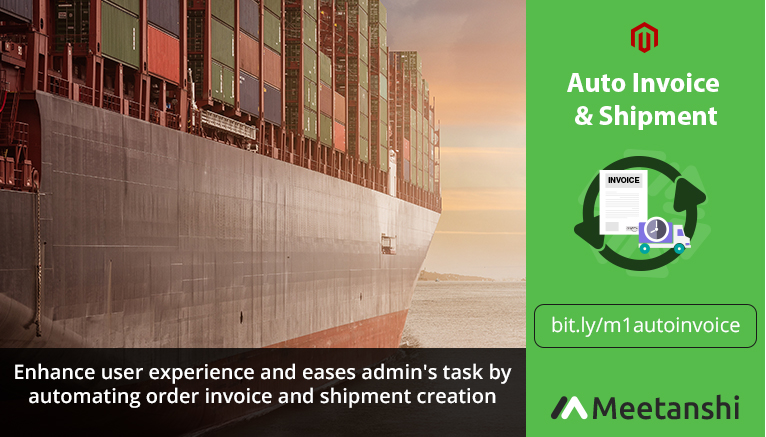 Auto Invoice
& Shipment
INVOICE
bit.ly/m1autoinvoice
Enhance user experience and eases admin's task by
automating order invoice and shipment creation
Meetanshi